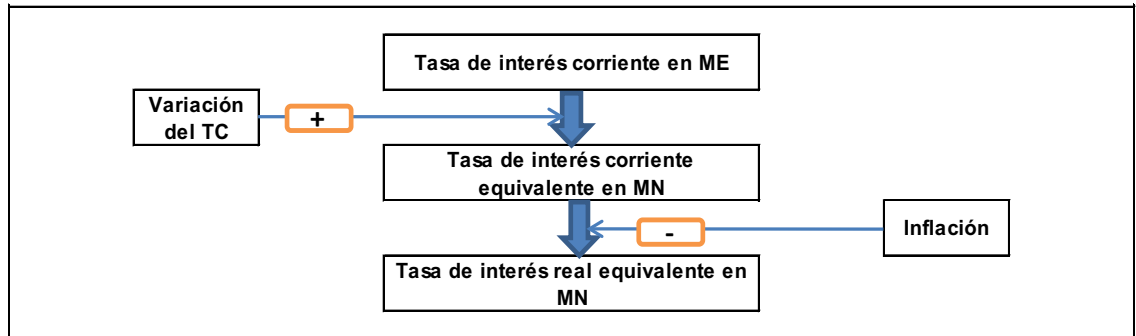 Tasa de interés corriente en ME
Variación
del TC
+
Tasa de interés corriente
equivalente en MN
-
Inflación
Tasa de interés real equivalente en
MN